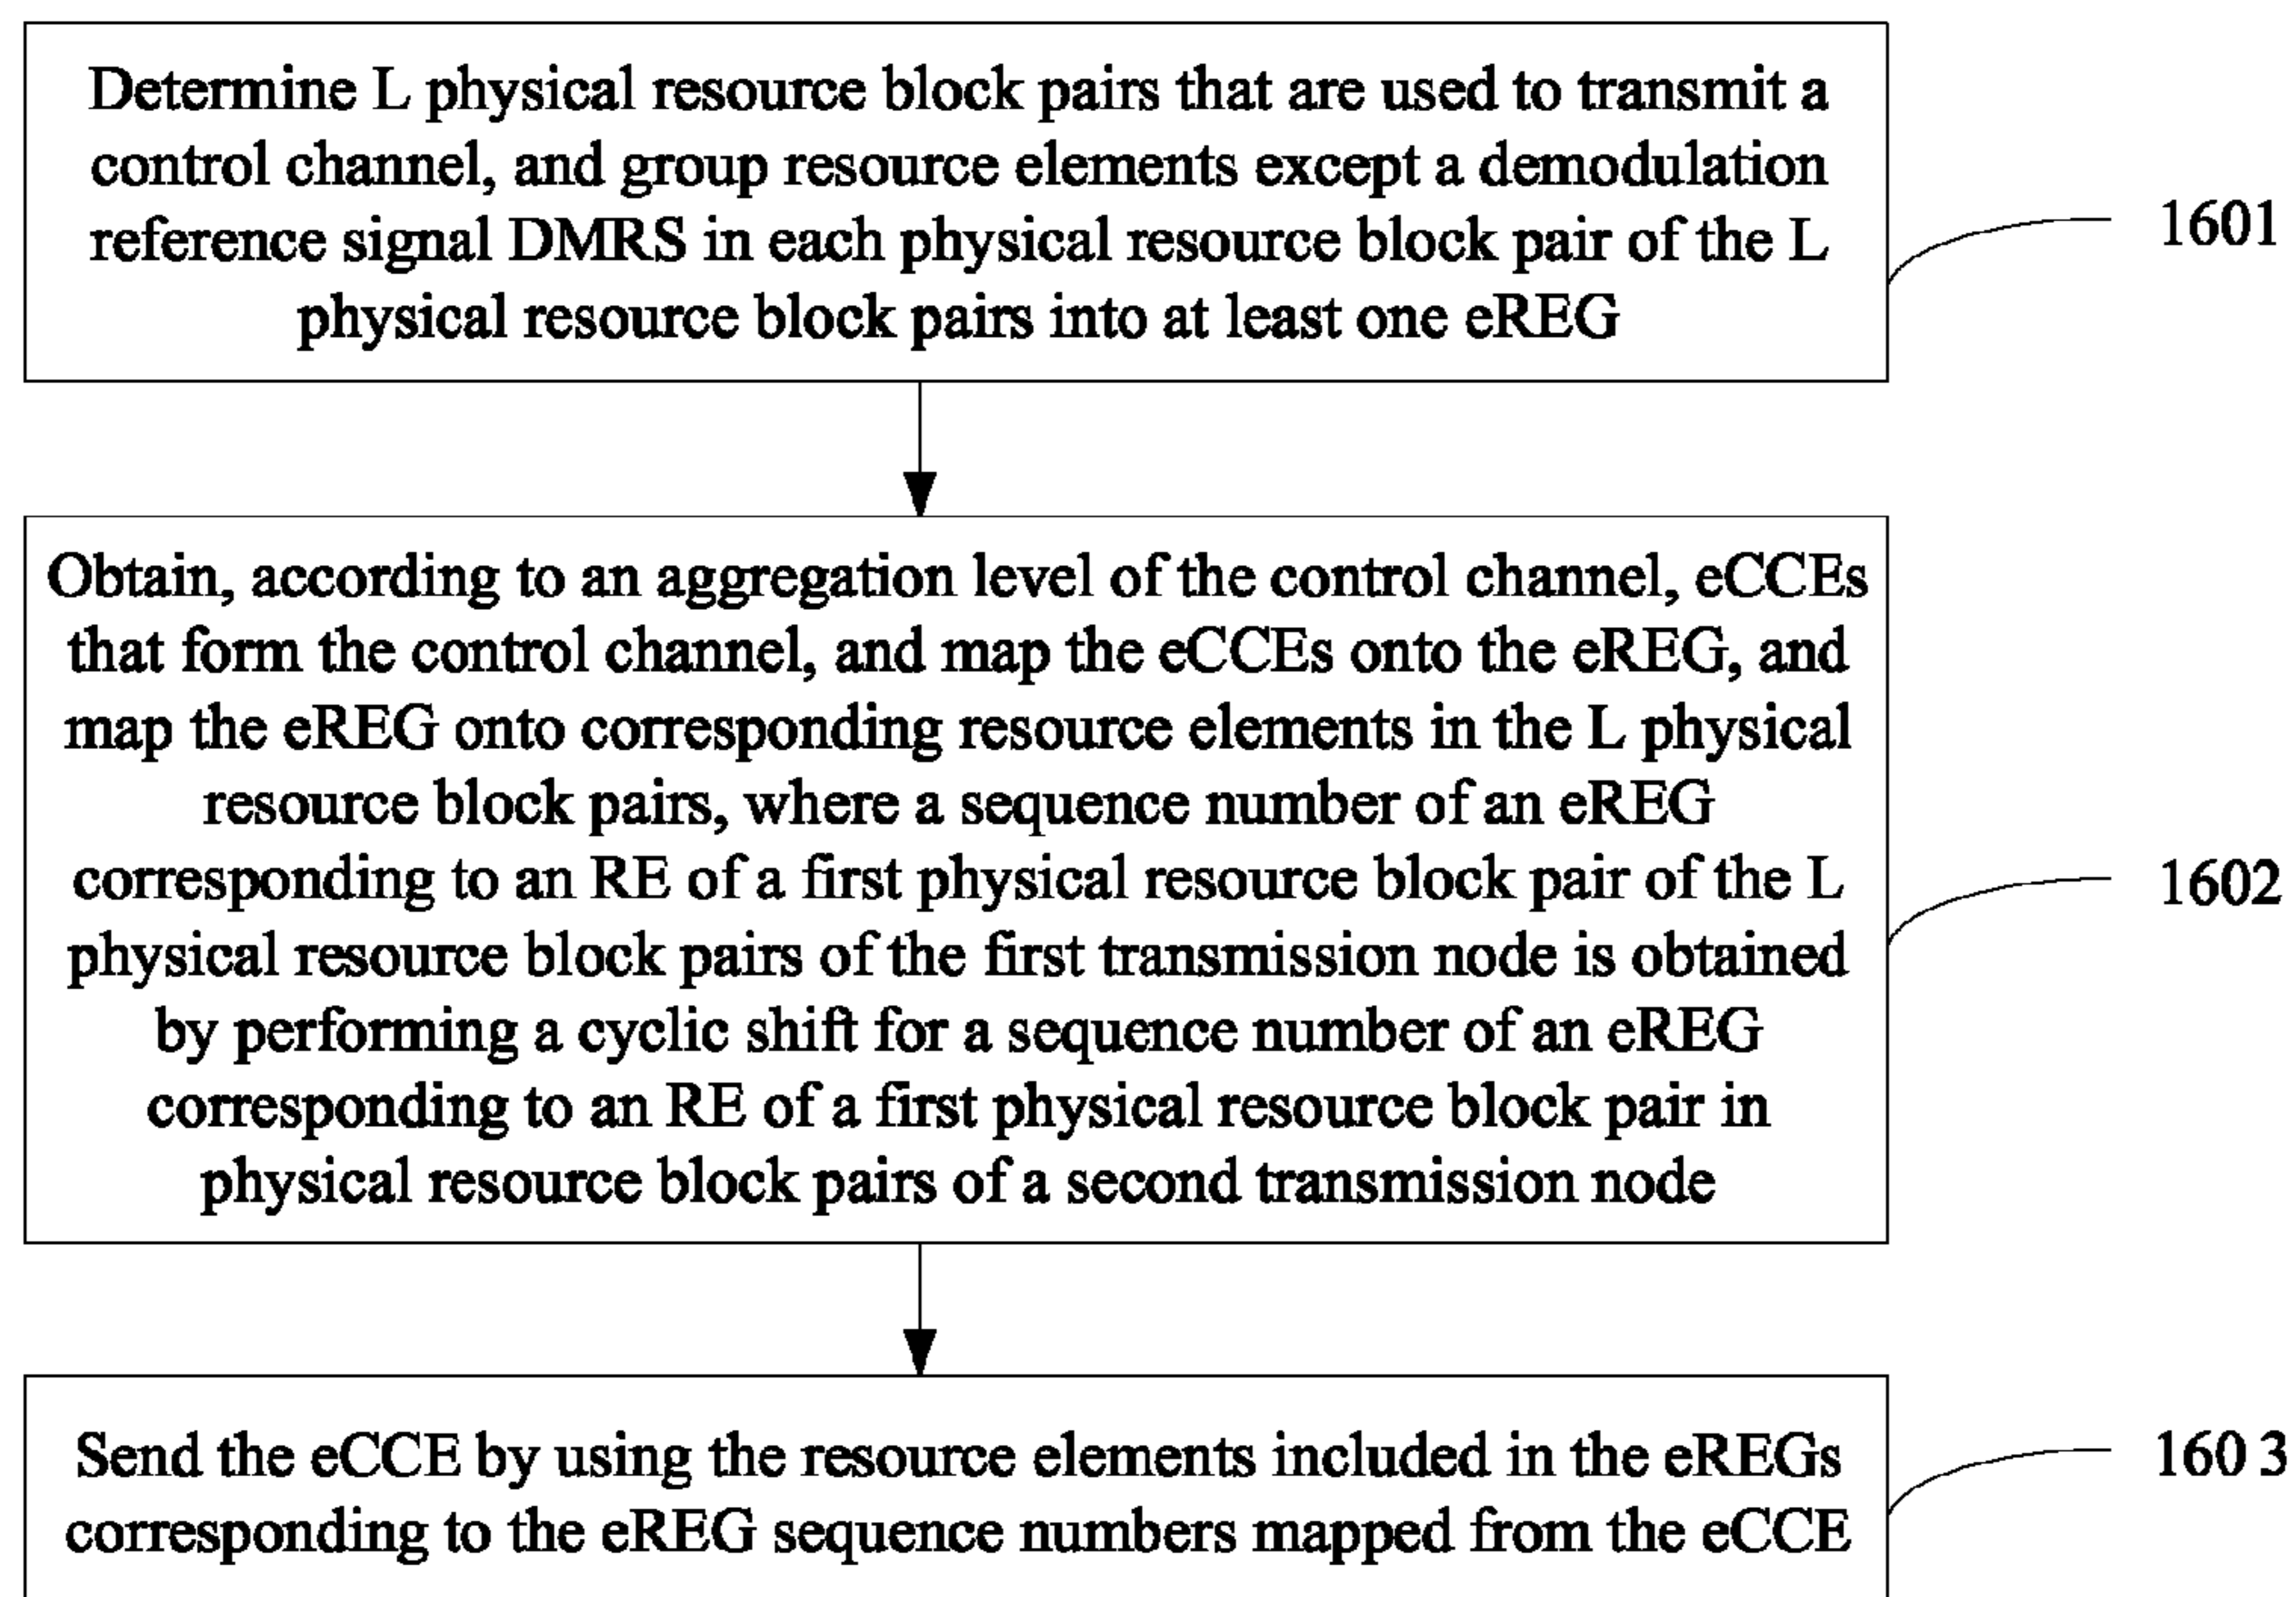 Determine L physical resource block pairs that are used to transmit a
control channel, and group resource elements except a demodulation
reference signal DMRS in each physical resource block pair of the L
physical resource block pairs into at least one eREG
1601
Obtain, according to an aggregation level of the control channel, eCCEs
that form the control channel, and map the eCCEs onto the eREG, and
map the eREG onto corresponding resource elements in the L physical
resource block pairs, where a sequence number of an eREG
corresponding to an RE of a first physical resource block pair of the L
physical resource block pairs of the first transmission node is obtained
by performing a cyclic shift for a sequence number of an eREG
corresponding to an RE of a first physical resource block pair in
physical resource block pairs of a second transmission node
1602
Send the eCCE by using the resource elements included in the eREGs
corresponding to the eREG sequence numbers mapped from the eCCE
160 3